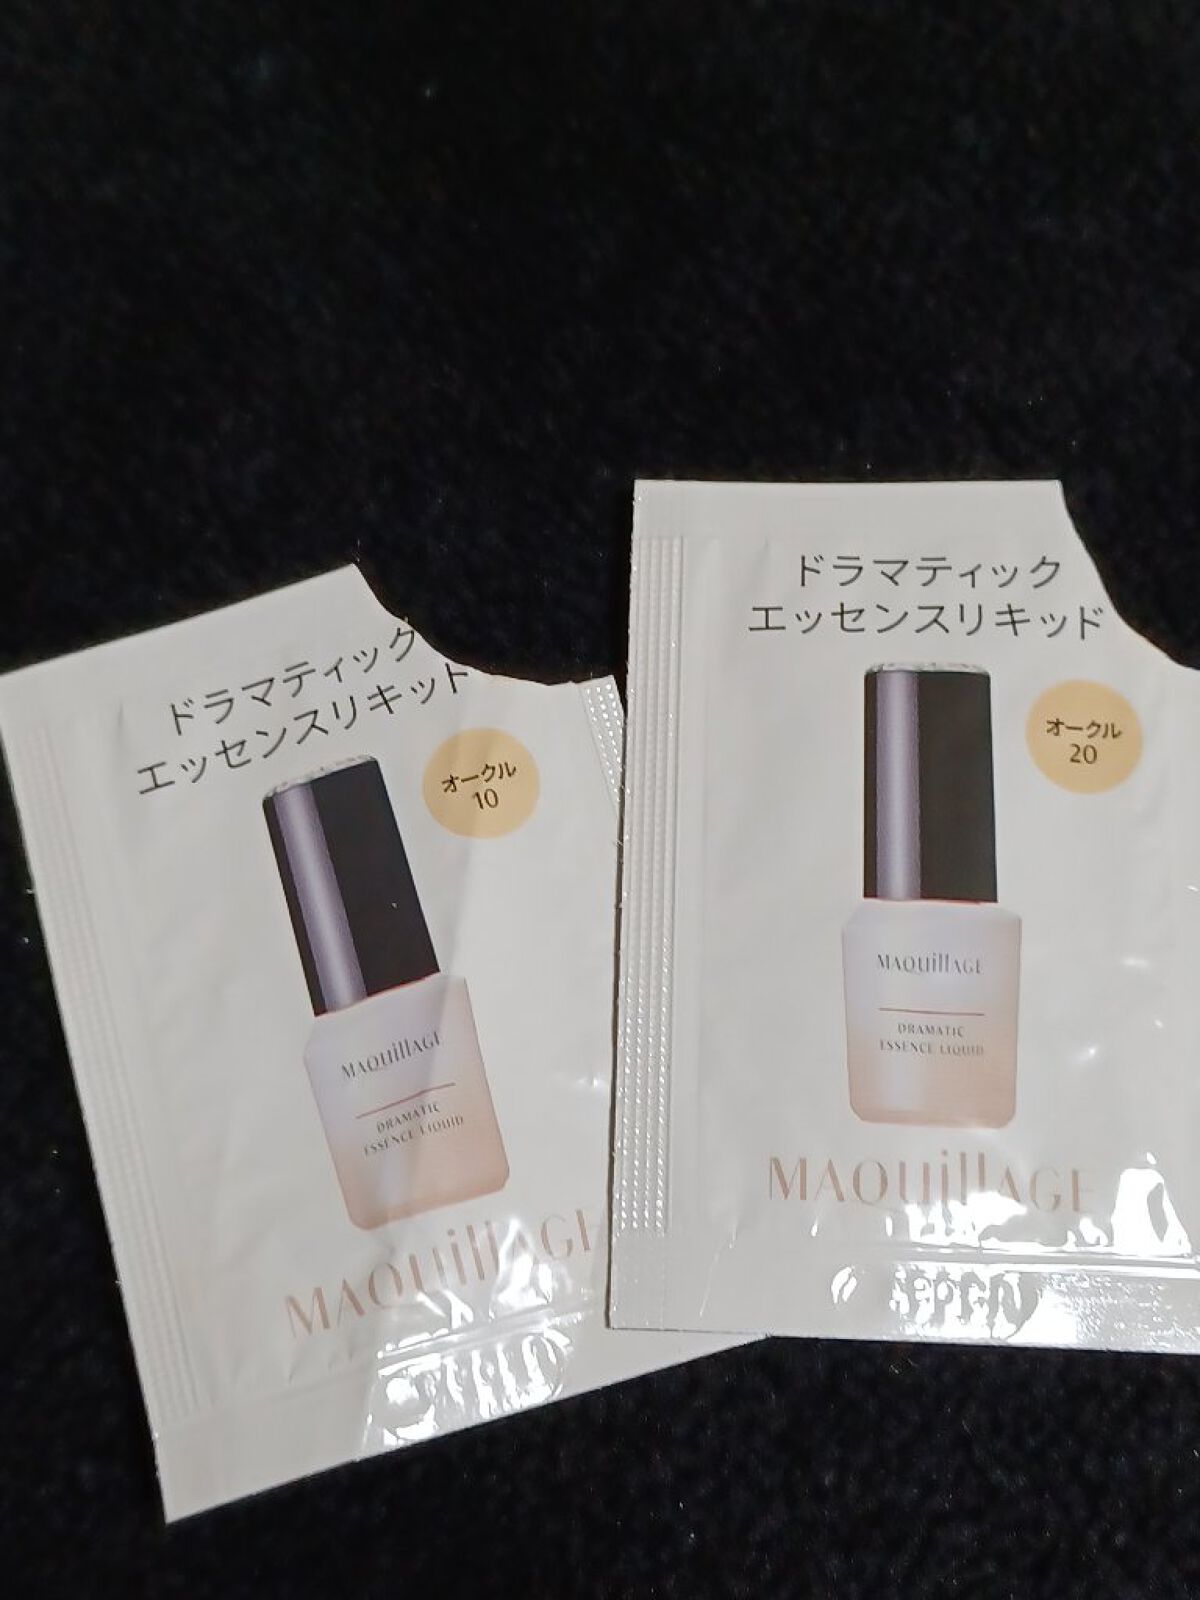 ドラマティック
エッセンスリキッド
オークル
10
MAQuillAGE
DRAMATIC
ESSENCE LIQUID
MAQuillAGE
ドラマティック
エッセンスリキッド
オークル
20
MAQuillAGE
DRAMATIC
ESSENCE LIQUID
MAQuillAGE